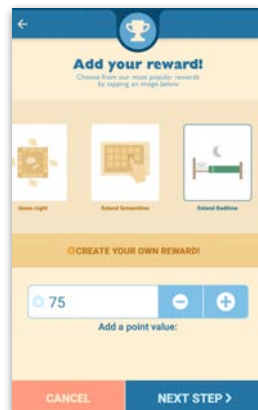 Add your reward!
Choose from our most popular rewards
by tapping an image below
Game night
Extend Screentime
Extend Bedtime
CREATE YOUR OWN REWARD!
75
Add a point value:
CANCEL
NEXT STEP >